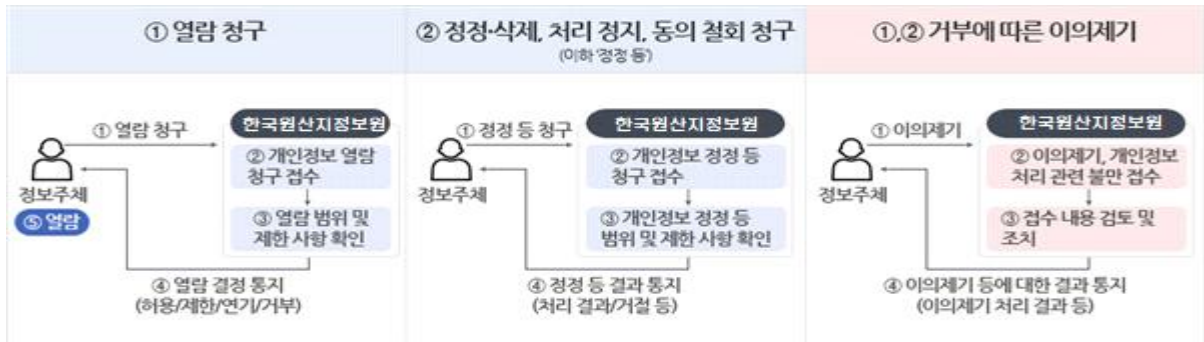 ① 열람 청구
① 열람 청구
한국원산지정보원
② 개인정보 열람
청구 접수
정보주체
⑤ 열람
③ 열람 범위 및
제한 사항 확인
④ 열람 결정 통지
(허용/제한/연기/거부)
② 정정·삭제, 처리 정지, 동의 철회 청구
(이하 '정정 등')
① 정정 등 청구
한국원산지정보원
② 개인정보 정정 등
청구 접수
정보주체
③ 개인정보 정정 등
범위 및 제한 사항 확인
④ 정정 등 결과 통지
(처리 결과/거절 등)
①,② 거부에 따른 이의제기
① 이의제기
한국원산지정보원
② 이의제기, 개인정보
처리 관련 불만 접수
정보주체
③ 접수 내용 검토 및
조치
④ 이의제기 등에 대한 결과 통지
(이의제기 처리 결과 등)